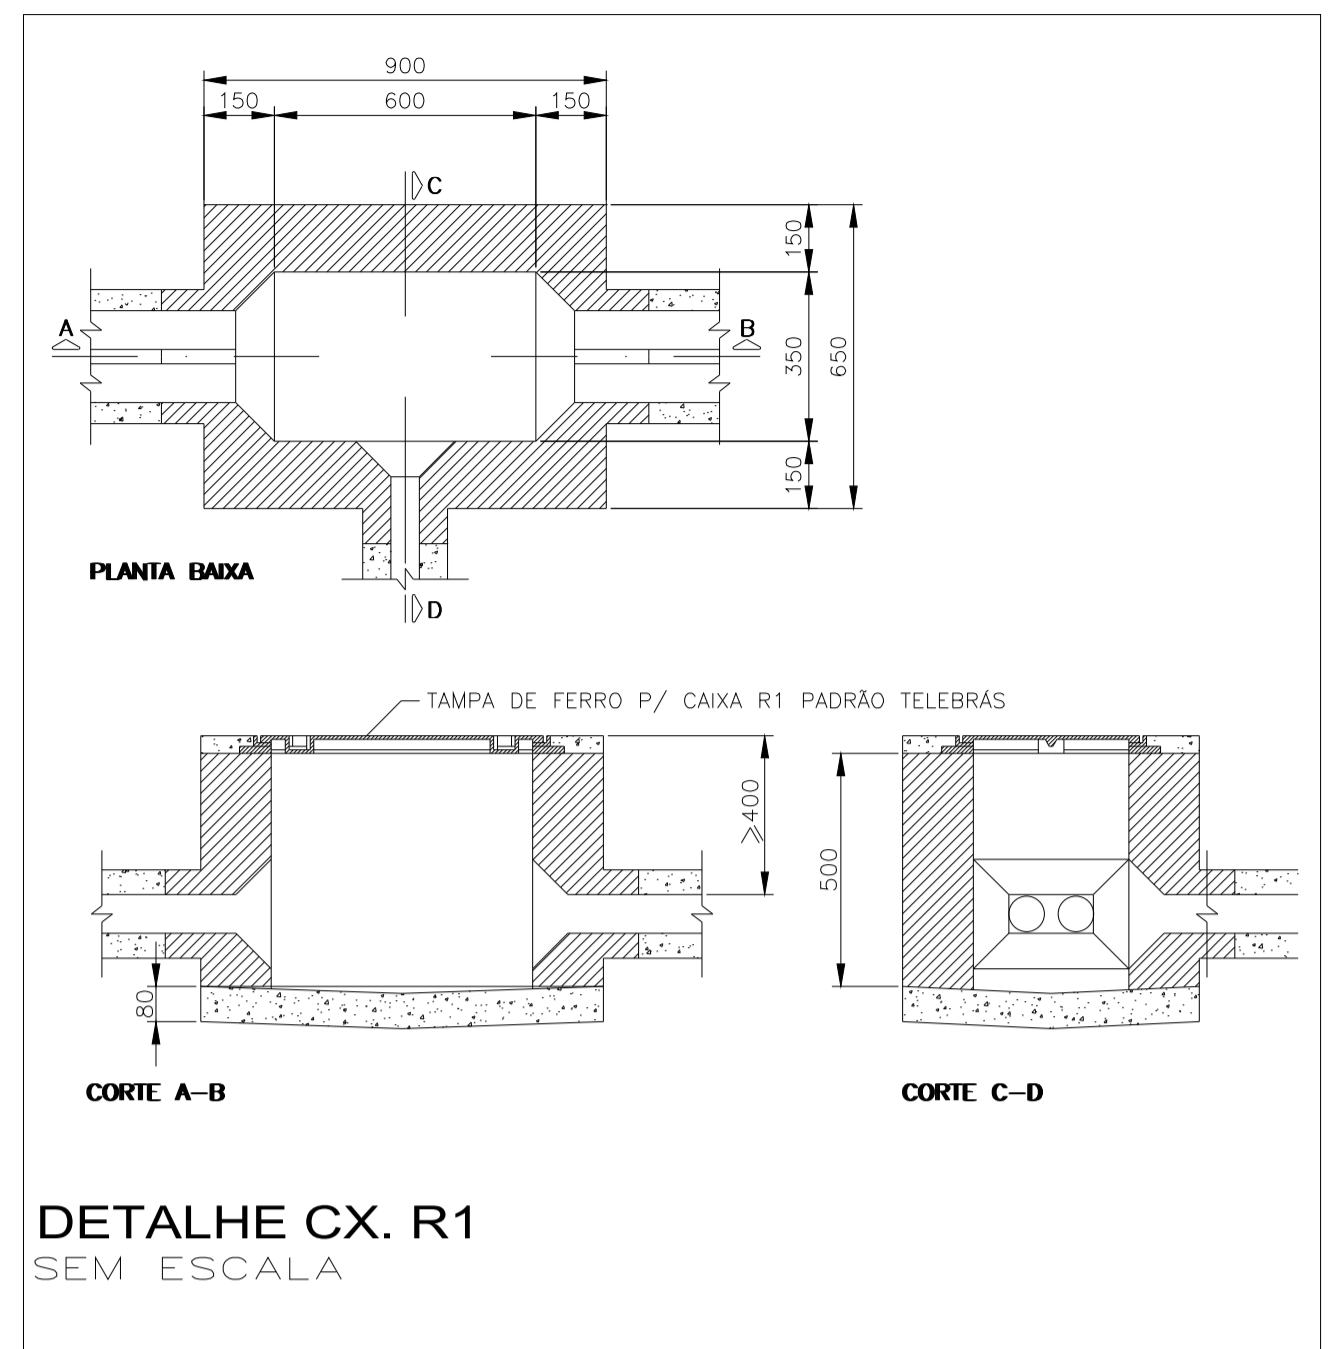 900
150 600 150
C
150
A
B
350
650
150
PLANTA BAIXA
D
TAMPA DE FERRO P/ CAIXA R1 PADRÃO TELEBRÁS
≥400
500
80
CORTE A-B
CORTE C-D
DETALHE CX. R1
SEM ESCALA